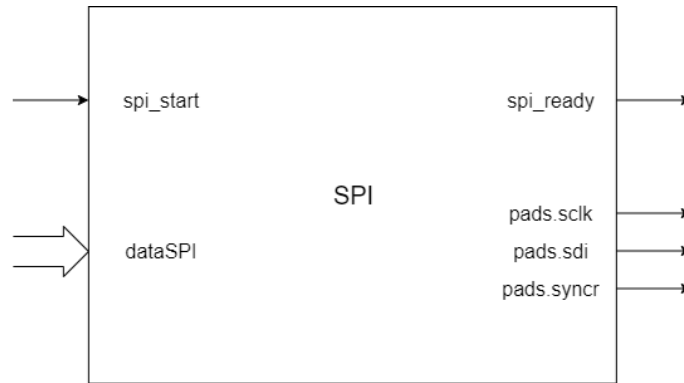 spi_start
spi_ready
SPI
pads.sclk
dataSPI
pads.sdi
pads.syncr